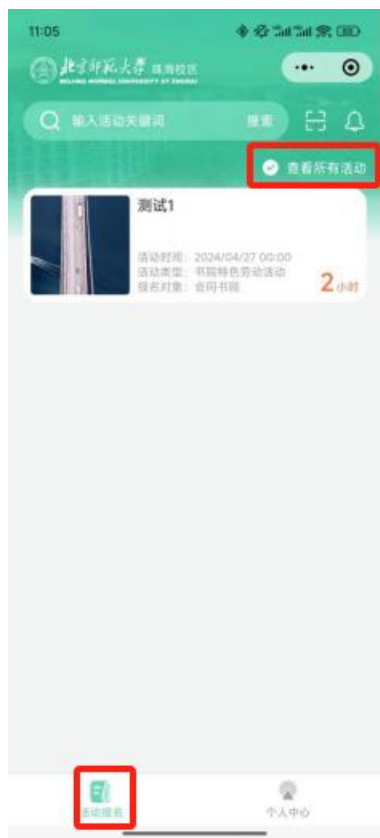 11:05
北京师范大学 珠海校区
BEIJING NORMAL UNIVERSITY AT ZHUHAI
输入活动关键词
搜索
查看所有活动
测试1
活动时间：2024/04/27 00:00
活动类型：书院特色劳动活动
报名对象：会同书院
2小时
活动报名
个人中心